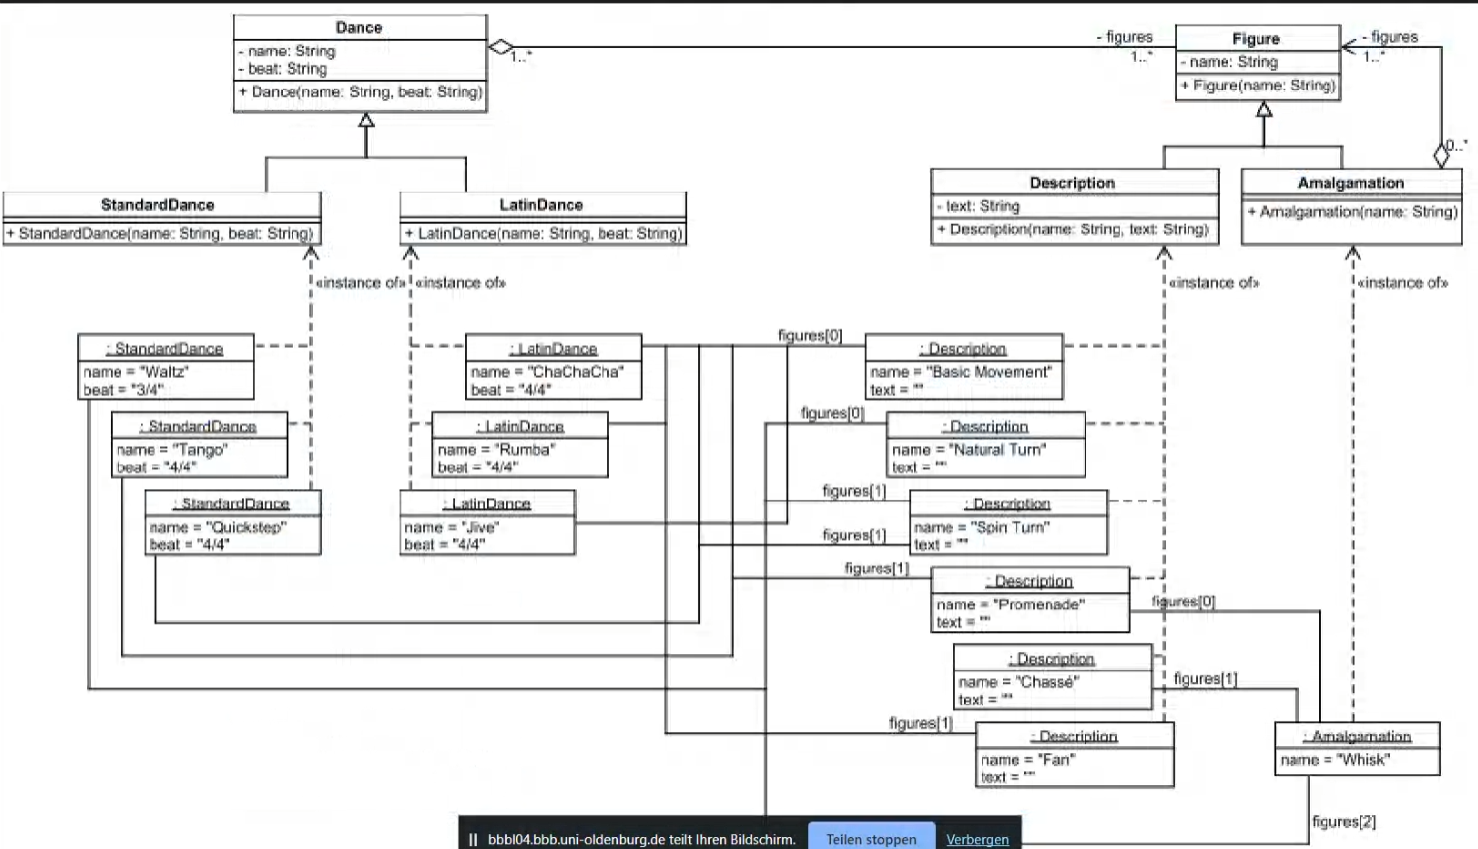 Dance
- name: String
- beat: String
+ Dance(name: String, beat: String)
1..*
- figures
1..*
Figure
- name: String
+ Figure(name: String)
- figures
1..*
0..*
StandardDance
+ StandardDance(name: String, beat: String)
LatinDance
+ LatinDance(name: String, beat: String)
Description
- text: String
+ Description(name: String, text: String)
Amalgamation
+ Amalgamation(name: String)
«instance of»
«instance of»
«instance of»
«instance of»
: StandardDance
name = "Waltz"
beat = "3/4"
: StandardDance
name = "Tango"
beat = "4/4"
: StandardDance
name = "Quickstep"
beat = "4/4"
: LatinDance
name = "ChaChaCha"
beat = "4/4"
: LatinDance
name = "Rumba"
beat = "4/4"
: LatinDance
name = "Jive"
beat = "4/4"
figures[0]
: Description
name = "Basic Movement"
text = ""
figures[0]
: Description
name = "Natural Turn"
text = ""
figures[1]
: Description
name = "Spin Turn"
text = ""
figures[1]
figures[1]
: Description
name = "Promenade"
text = ""
figures[0]
: Description
name = "Chassé"
text = ""
figures[1]
figures[1]
: Description
name = "Fan"
text = ""
: Amalgamation
name = "Whisk"
figures[2]
bbbl04.bbb.uni-oldenburg.de teilt Ihren Bildschirm.
Teilen stoppen
Verbergen